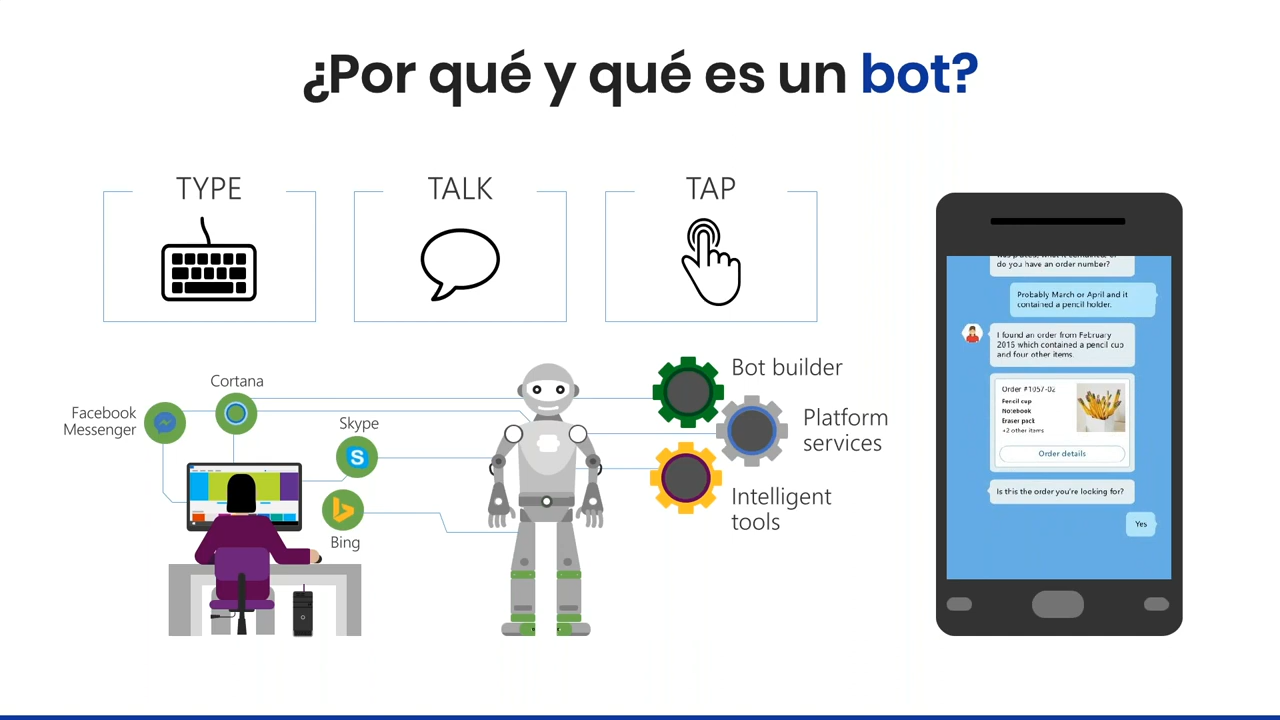 ¿Por qué y qué es un bot?
TYPE
TALK
TAP
Cortana
Facebook
Messenger
Skype
Bing
Bot builder
Platform
services
Intelligent
tools
do you have an order number?
Probably March or April and it
contained a pencil holder.
I found an order from February
2015 which contained a pencil cup
and four other items.
Order #1057-02
Pencil cup
Notebook
Eraser pack
+2 other items
Order details
Is this the order you're looking for?
Yes